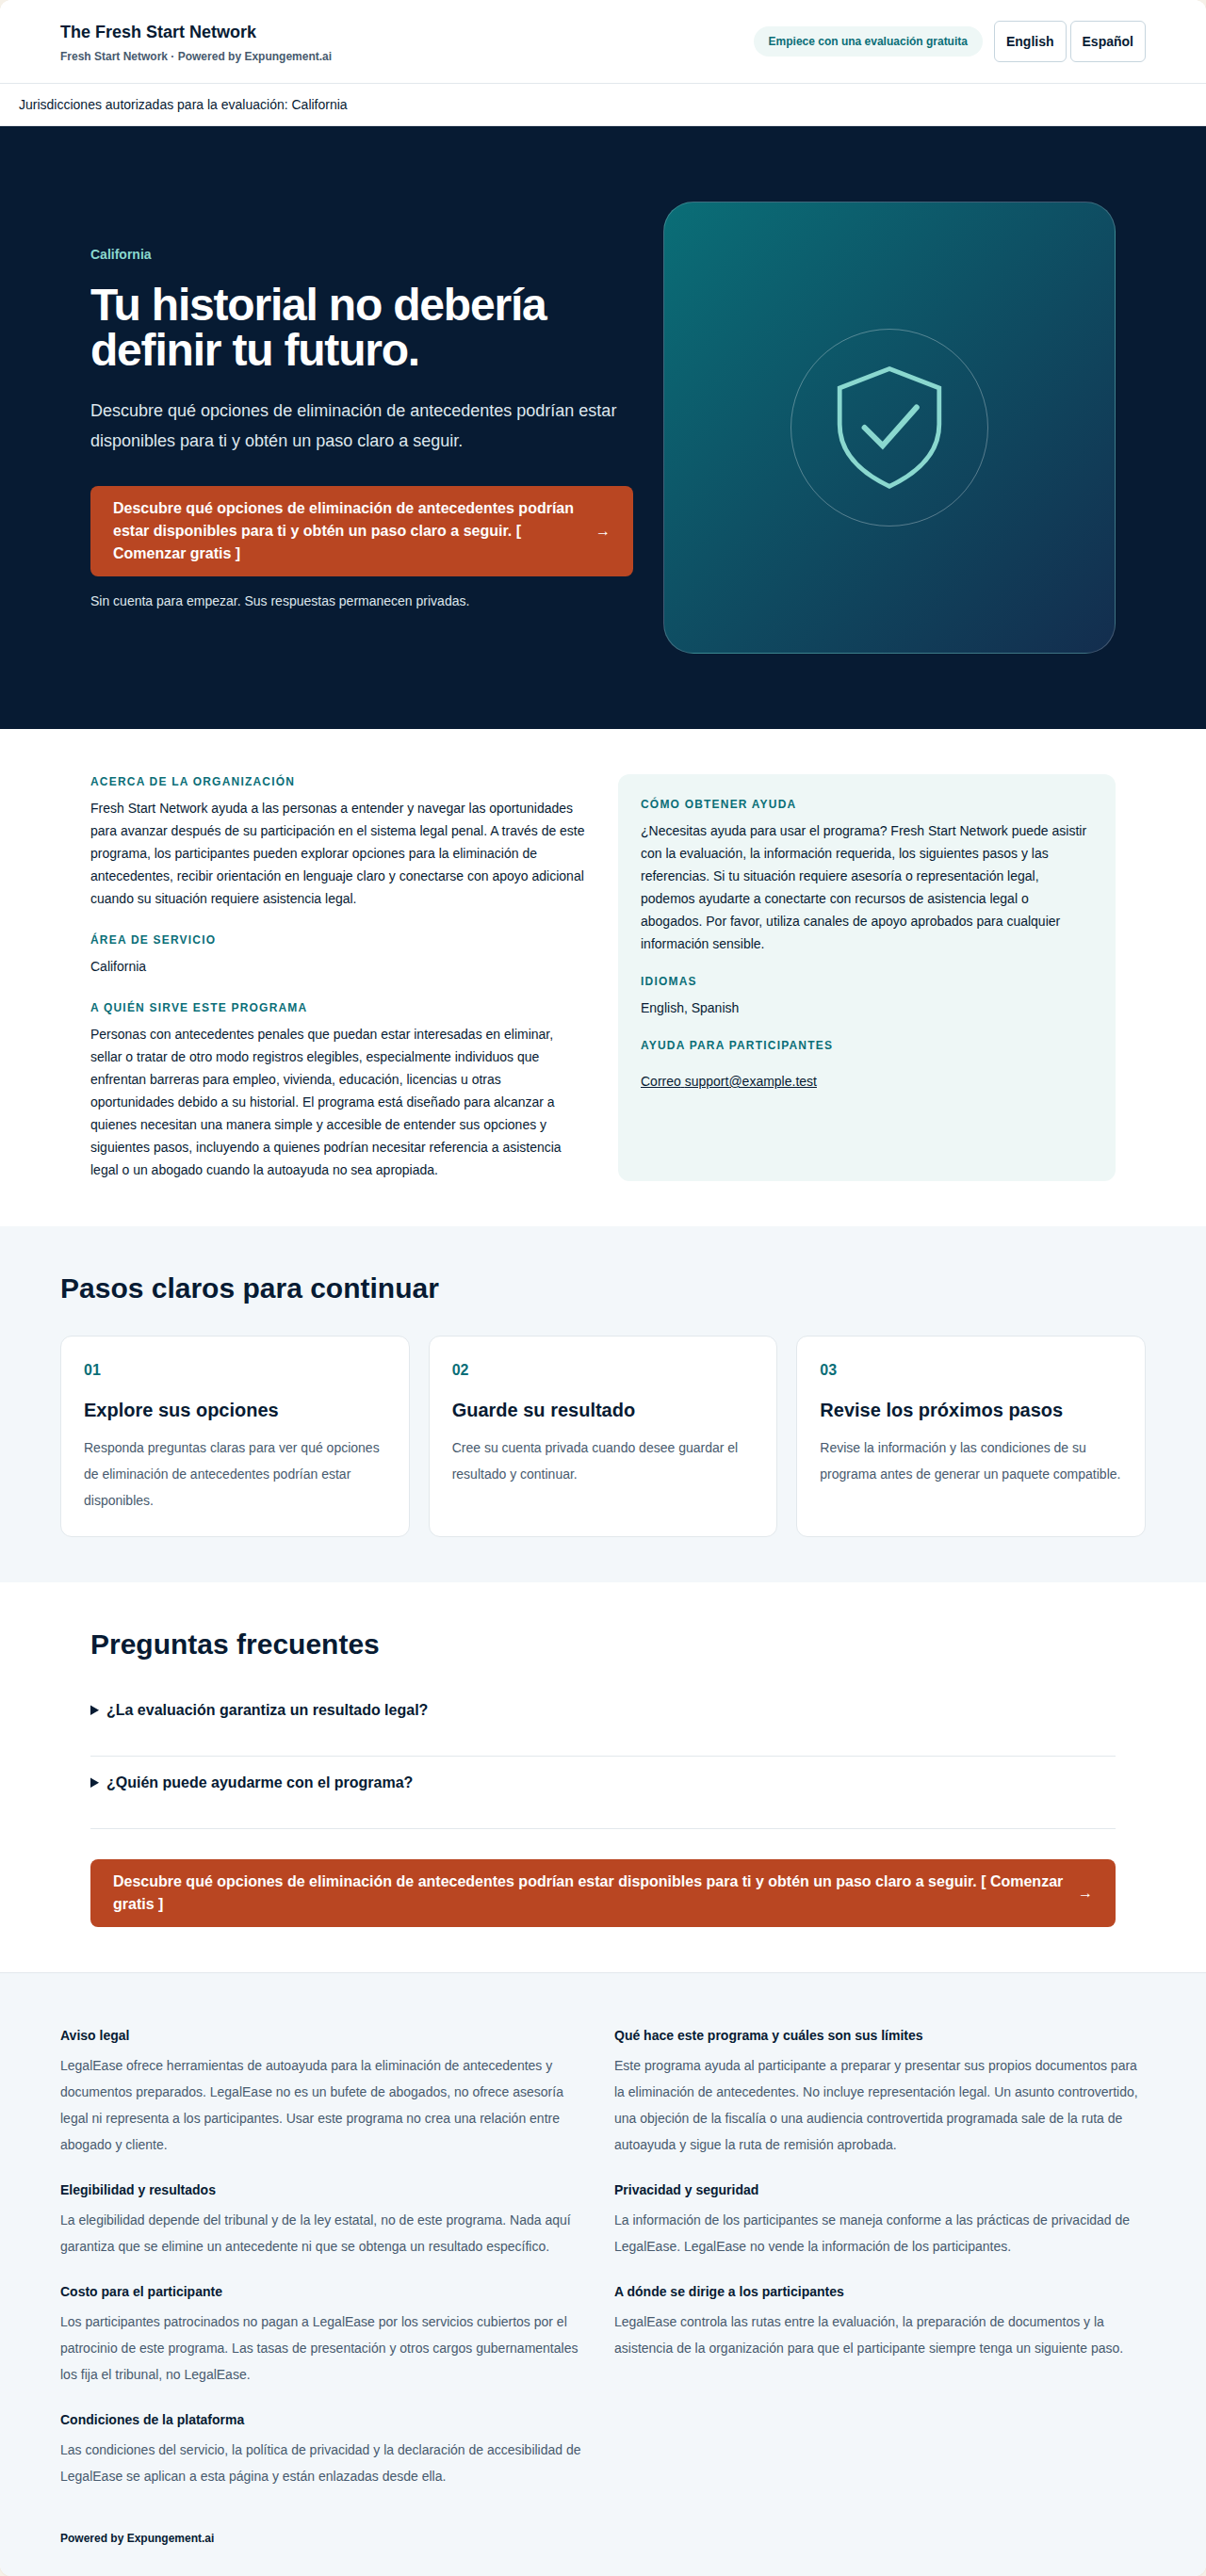 The Fresh Start Network
Fresh Start Network · Powered by Expungement.ai
Empiece con una evaluación gratuita
English
Español
Jurisdicciones autorizadas para la evaluación: California
California
Tu historial no debería
definir tu futuro.
Descubre qué opciones de eliminación de antecedentes podrían estar
disponibles para ti y obtén un paso claro a seguir.
Descubre qué opciones de eliminación de antecedentes podrían
estar disponibles para ti y obtén un paso claro a seguir. [
Comenzar gratis ]
→
Sin cuenta para empezar. Sus respuestas permanecen privadas.
ACERCA DE LA ORGANIZACIÓN
Fresh Start Network ayuda a las personas a entender y navegar las oportunidades
para avanzar después de su participación en el sistema legal penal. A través de este
programa, los participantes pueden explorar opciones para la eliminación de
antecedentes, recibir orientación en lenguaje claro y conectarse con apoyo adicional
cuando su situación requiere asistencia legal.
ÁREA DE SERVICIO
California
A QUIÉN SIRVE ESTE PROGRAMA
Personas con antecedentes penales que puedan estar interesadas en eliminar,
sellar o tratar de otro modo registros elegibles, especialmente individuos que
enfrentan barreras para empleo, vivienda, educación, licencias u otras
oportunidades debido a su historial. El programa está diseñado para alcanzar a
quienes necesitan una manera simple y accesible de entender sus opciones y
siguientes pasos, incluyendo a quienes podrían necesitar referencia a asistencia
legal o un abogado cuando la autoayuda no sea apropiada.
CÓMO OBTENER AYUDA
¿Necesitas ayuda para usar el programa? Fresh Start Network puede asistir
con la evaluación, la información requerida, los siguientes pasos y las
referencias. Si tu situación requiere asesoría o representación legal,
podemos ayudarte a conectarte con recursos de asistencia legal o
abogados. Por favor, utiliza canales de apoyo aprobados para cualquier
información sensible.
IDIOMAS
English, Spanish
AYUDA PARA PARTICIPANTES
Correo support@example.test
Pasos claros para continuar
01
Explore sus opciones
Responda preguntas claras para ver qué opciones
de eliminación de antecedentes podrían estar
disponibles.
02
Guarde su resultado
Cree su cuenta privada cuando desee guardar el
resultado y continuar.
03
Revise los próximos pasos
Revise la información y las condiciones de su
programa antes de generar un paquete compatible.
Preguntas frecuentes
¿La evaluación garantiza un resultado legal?
¿Quién puede ayudarme con el programa?
Descubre qué opciones de eliminación de antecedentes podrían estar disponibles para ti y obtén un paso claro a seguir. [ Comenzar
gratis ]
→
Aviso legal
LegalEase ofrece herramientas de autoayuda para la eliminación de antecedentes y
documentos preparados. LegalEase no es un bufete de abogados, no ofrece asesoría
legal ni representa a los participantes. Usar este programa no crea una relación entre
abogado y cliente.
Qué hace este programa y cuáles son sus límites
Este programa ayuda al participante a preparar y presentar sus propios documentos para
la eliminación de antecedentes. No incluye representación legal. Un asunto controvertido,
una objeción de la fiscalía o una audiencia controvertida programada sale de la ruta de
autoayuda y sigue la ruta de remisión aprobada.
Elegibilidad y resultados
La elegibilidad depende del tribunal y de la ley estatal, no de este programa. Nada aquí
garantiza que se elimine un antecedente ni que se obtenga un resultado específico.
Privacidad y seguridad
La información de los participantes se maneja conforme a las prácticas de privacidad de
LegalEase. LegalEase no vende la información de los participantes.
Costo para el participante
Los participantes patrocinados no pagan a LegalEase por los servicios cubiertos por el
patrocinio de este programa. Las tasas de presentación y otros cargos gubernamentales
los fija el tribunal, no LegalEase.
A dónde se dirige a los participantes
LegalEase controla las rutas entre la evaluación, la preparación de documentos y la
asistencia de la organización para que el participante siempre tenga un siguiente paso.
Condiciones de la plataforma
Las condiciones del servicio, la política de privacidad y la declaración de accesibilidad de
LegalEase se aplican a esta página y están enlazadas desde ella.
Powered by Expungement.ai